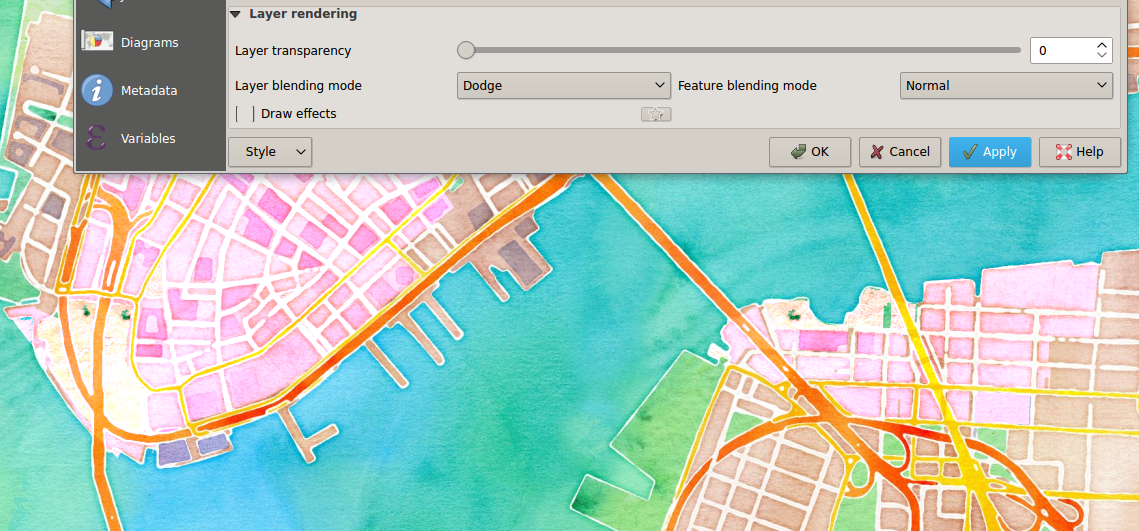 Layer rendering
Diagrams
Layer transparency
0
Metadata
Layer blending mode
Dodge
Feature blending mode
Normal
Draw effects
Variables
Style
OK
Cancel
Apply
Help